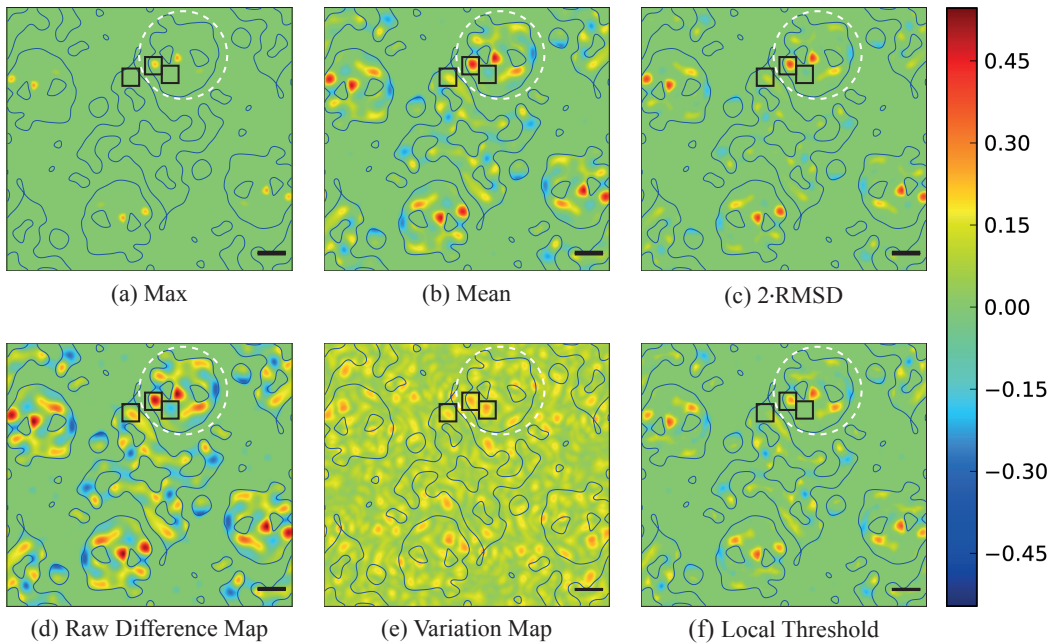 (a) Max
(b) Mean
(c) 2·RMSD
(d) Raw Difference Map
(e) Variation Map
(f) Local Threshold
0.45
0.30
0.15
0.00
−0.15
−0.30
−0.45